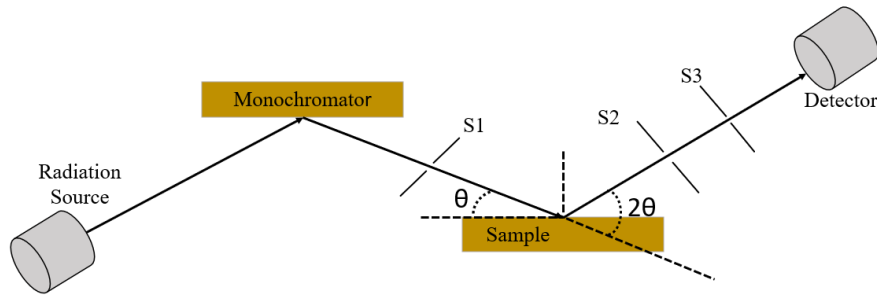 Monochromator
S1
S2
S3
Detector
Radiation
Source
θ
2θ
Sample